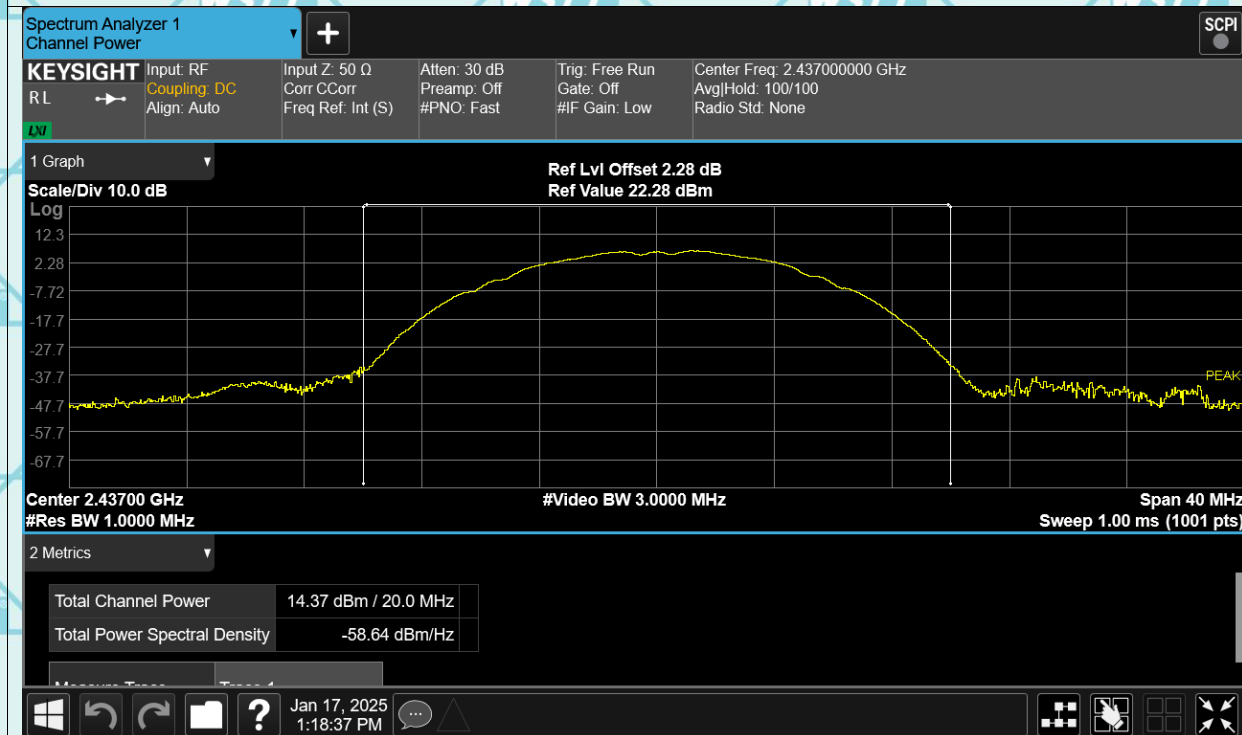 Spectrum Analyzer 1
Channel Power
+
SCPI
KEYSIGHT
RL
LXI
Input: RF
Coupling: DC
Align: Auto
Input Z: 50 Ω
Corr CCorr
Freq Ref: Int (S)
Atten: 30 dB
Preamp: Off
#PNO: Fast
Trig: Free Run
Gate: Off
#IF Gain: Low
Center Freq: 2.437000000 GHz
Avg|Hold: 100/100
Radio Std: None
1 Graph
Scale/Div 10.0 dB
Ref Lvl Offset 2.28 dB
Ref Value 22.28 dBm
Log
12.3
2.28
-7.72
-17.7
-27.7
-37.7
-47.7
-57.7
-67.7
PEAK
Center 2.43700 GHz
#Video BW 3.0000 MHz
Span 40 MHz
#Res BW 1.0000 MHz
Sweep 1.00 ms (1001 pts)
2 Metrics
Total Channel Power 14.37 dBm / 20.0 MHz
Total Power Spectral Density -58.64 dBm/Hz
Measure Trace Trace 1
?
Jan 17, 2025
1:18:37 PM